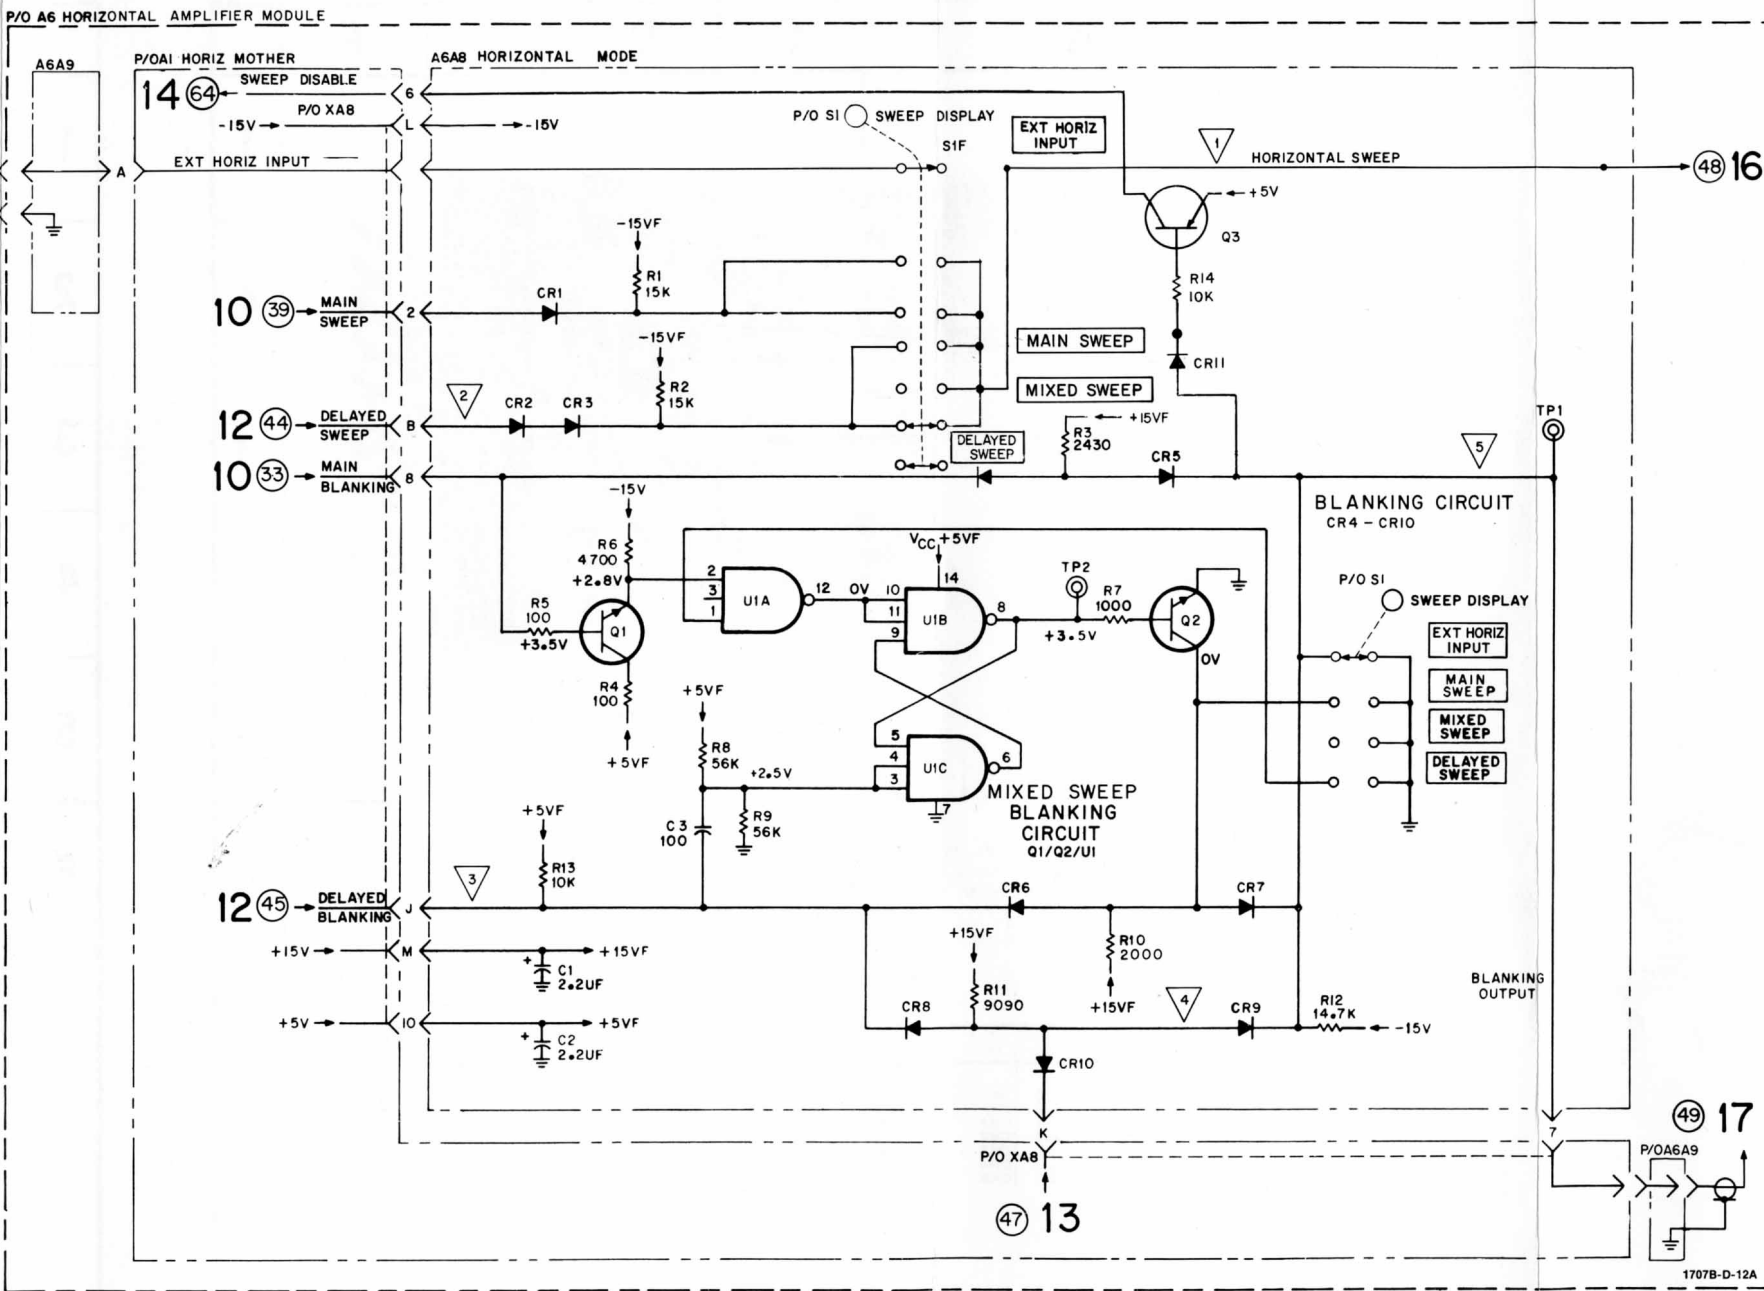 P/O A6 HORIZONTAL AMPLIFIER MODULE
A6A9
P/OA1 HORIZ MOTHER
A6A8 HORIZONTAL MODE
14 64
SWEEP DISABLE
6
P/O XA8
-15V
L
-15V
P/O S1
SWEEP DISPLAY
EXT HORIZ
INPUT
1
HORIZONTAL SWEEP
48 16
A
EXT HORIZ INPUT
S1F
+5V
Q3
-15VF
R1
15K
R14
10K
CR1
10 39
MAIN
SWEEP
2
-15VF
MAIN SWEEP
CR11
R2
15K
MIXED SWEEP
2
CR2
CR3
12 44
DELAYED
SWEEP
B
+15VF
R3
2430
TP1
DELAYED
SWEEP
CR5
5
10 33
MAIN
BLANKING
8
-15V
BLANKING CIRCUIT
CR4 - CR10
R6
4700
+2.8V
VCC +5VF
14
2
3
1
U1A
12
0V
10
11
9
U1B
8
TP2
R7
1000
+3.5V
Q2
0V
P/O S1
SWEEP DISPLAY
R5
100
+3.5V
Q1
EXT HORIZ
INPUT
R4
100
+5VF
+5VF
MAIN
SWEEP
MIXED
SWEEP
DELAYED
SWEEP
R8
56K
+2.5V
5
4
3
U1C
6
7
MIXED SWEEP
BLANKING
CIRCUIT
Q1/Q2/U1
C3
100
R9
56K
+5VF
R13
10K
3
12 45
DELAYED
BLANKING
J
CR6
CR7
+15V
M
+15VF
+
C1
2.2UF
+15VF
R10
2000
R11
9090
+15VF
4
CR8
CR9
R12
14.7K
-15V
BLANKING
OUTPUT
+5V
10
+5VF
+
C2
2.2UF
CR10
K
7
P/O XA8
49 17
P/OA6A9
47 13
1707B-D-12A